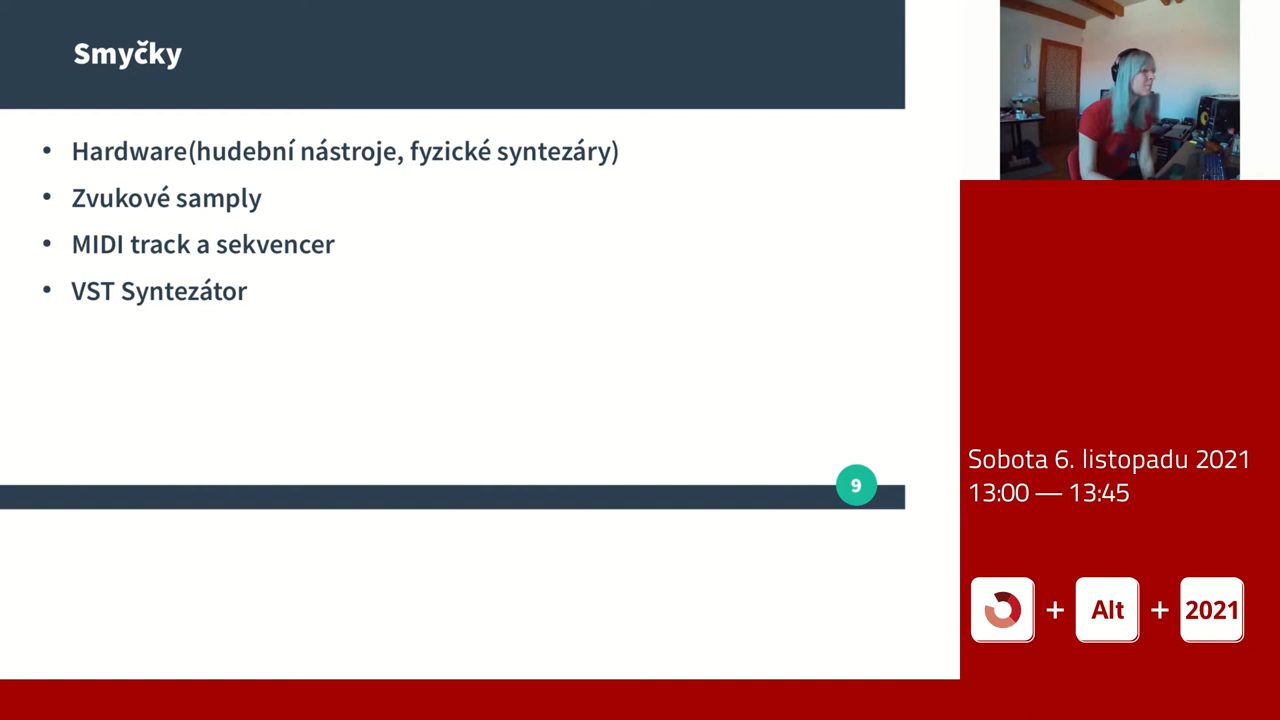 Smyčky
• Hardware(hudební nástroje, fyzické syntezáry)
• Zvukové samply
• MIDI track a sekvencer
• VST Syntezátor
9
Sobota 6. listopadu 2021
13:00 — 13:45
+ Alt + 2021